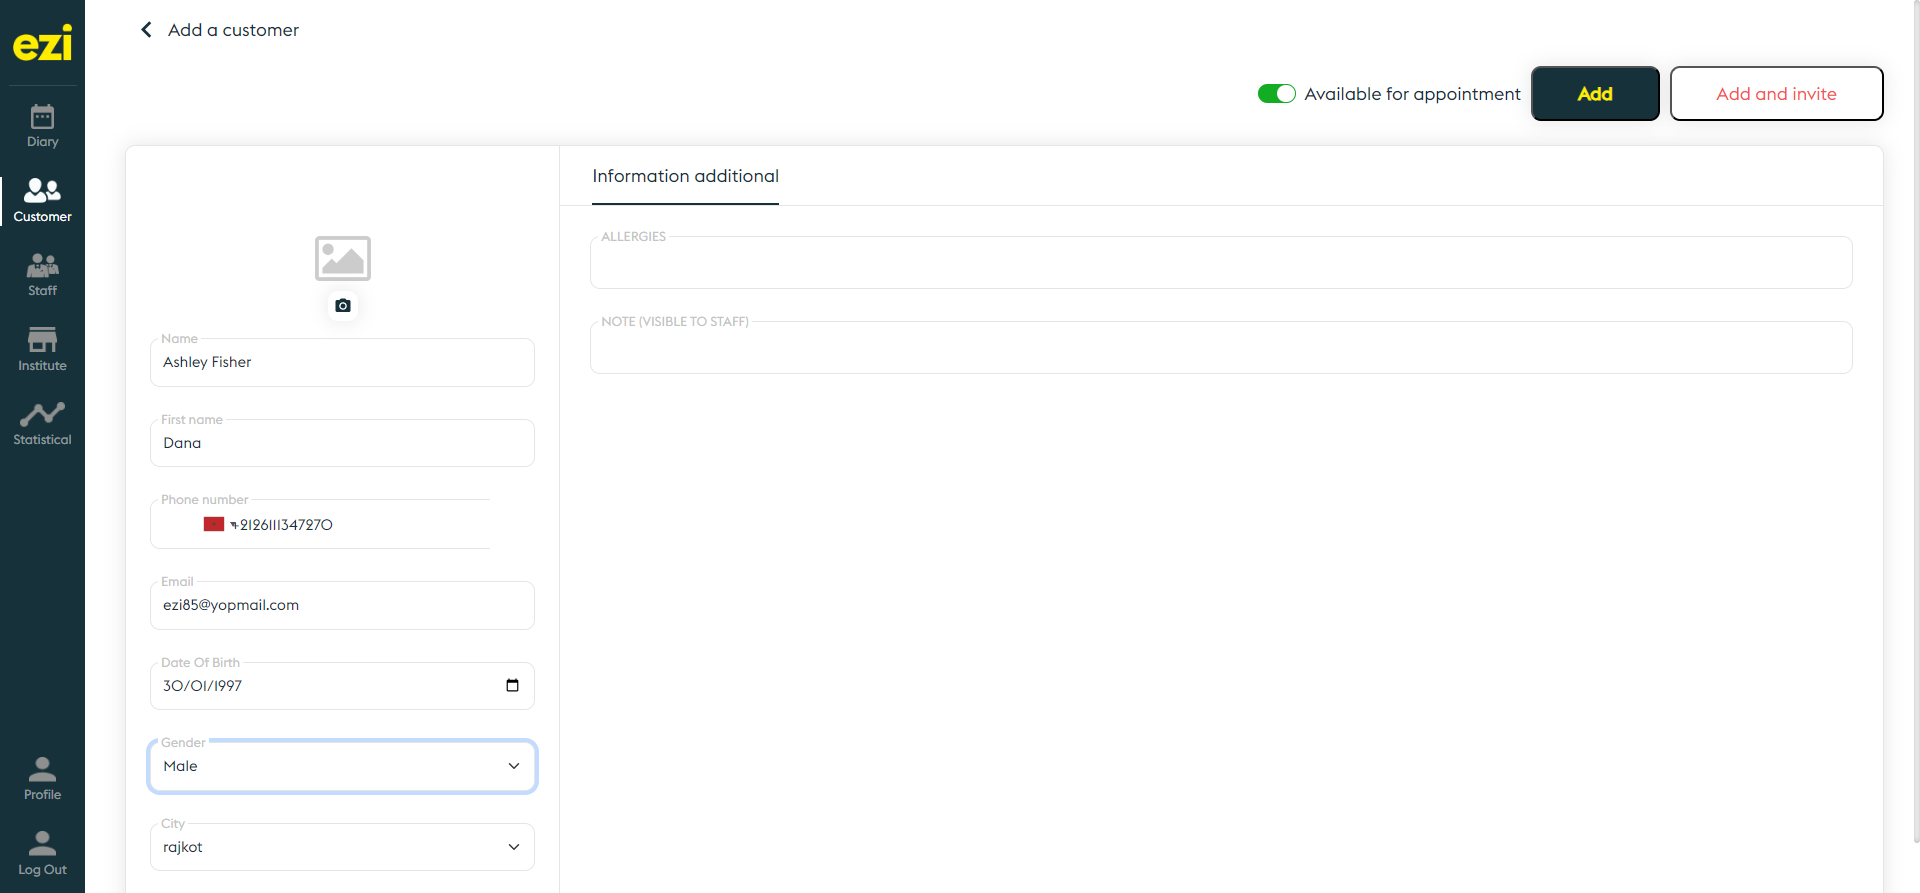 ezi
Diary
Customer
Staff
Institute
Statistical
Profile
Log Out
Add a customer
Available for appointment
Add
Add and invite
Name
Ashley Fisher
First name
Dana
Phone number
+212611347270
Email
ezi85@yopmail.com
Date Of Birth
30/01/1997
Gender
Male
City
rajkot
Information additional
ALLERGIES
NOTE (VISIBLE TO STAFF)